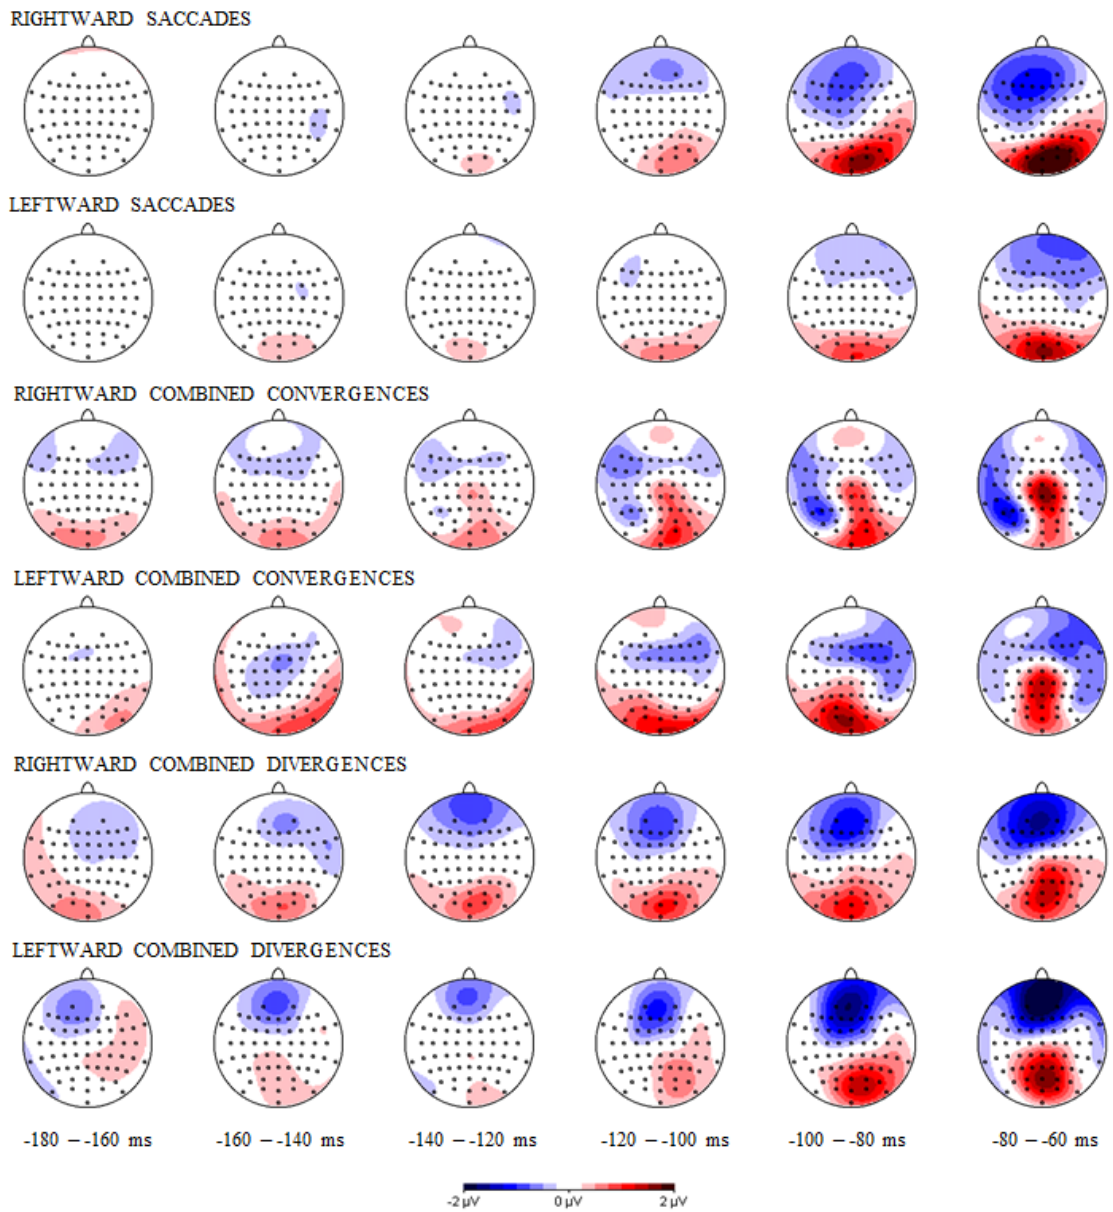 RIGHTWARD SACCADES
LEFTWARD SACCADES
RIGHTWARD COMBINED CONVERGENCES
LEFTWARD COMBINED CONVERGENCES
RIGHTWARD COMBINED DIVERGENCES
LEFTWARD COMBINED DIVERGENCES
-180 – -160 ms -160 – -140 ms -140 – -120 ms -120 – -100 ms -100 – -80 ms -80 – -60 ms
-2 µV 0 µV 2 µV